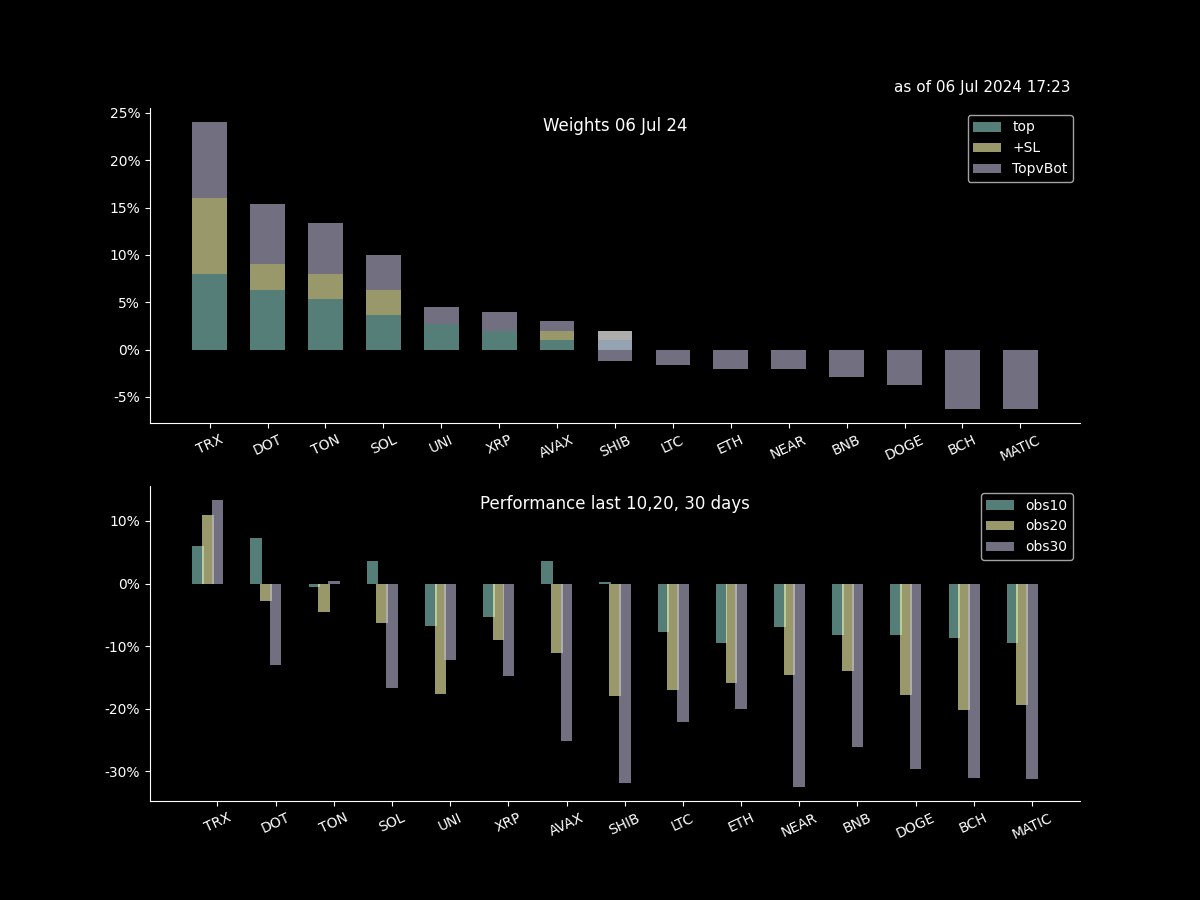 as of 06 Jul 2024 17:23
Weights 06 Jul 24
top
+SL
TopvBot
25%
20%
15%
10%
5%
0%
-5%
TRX DOT TON SOL UNI XRP AVAX SHIB LTC ETH NEAR BNB DOGE BCH MATIC
Performance last 10,20, 30 days
obs10
obs20
obs30
10%
0%
-10%
-20%
-30%
TRX DOT TON SOL UNI XRP AVAX SHIB LTC ETH NEAR BNB DOGE BCH MATIC